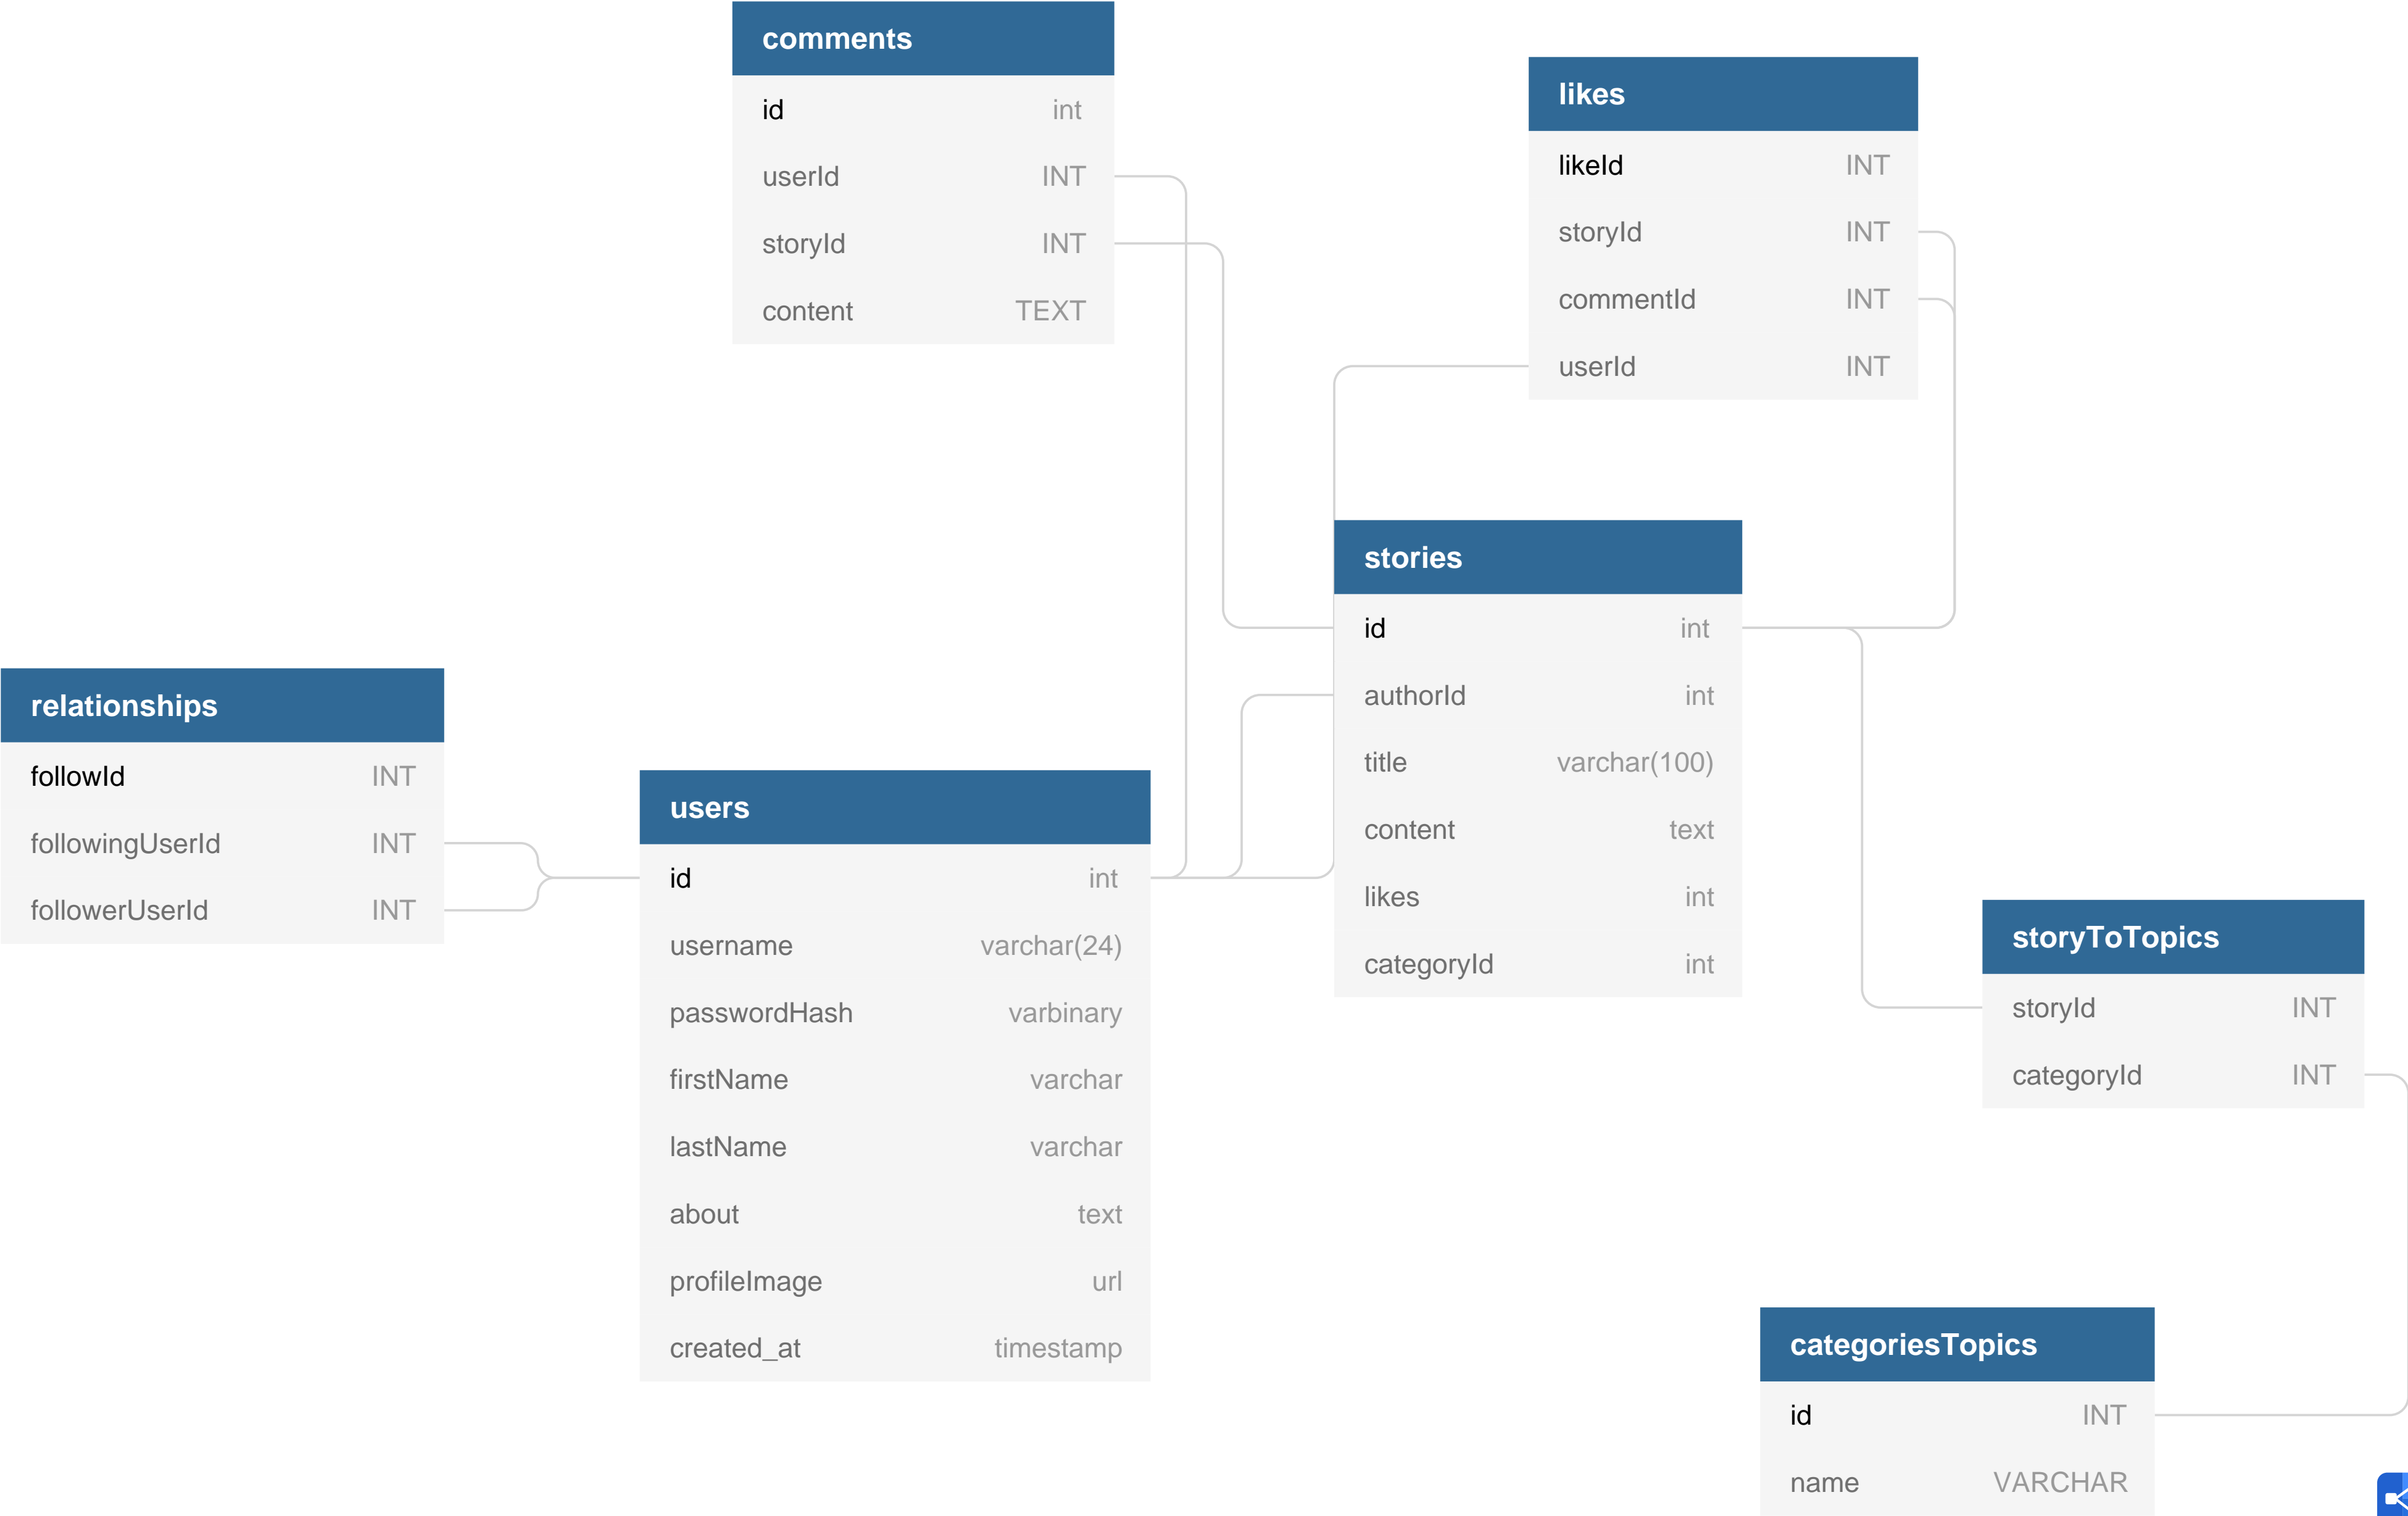 comments
id int
userId INT
storyId INT
content TEXT
likes
likeId INT
storyId INT
commentId INT
userId INT
stories
id int
authorId int
title varchar(100)
content text
likes int
categoryId int
relationships
followId INT
followingUserId INT
followerUserId INT
users
id int
username varchar(24)
passwordHash varbinary
firstName varchar
lastName varchar
about text
profileImage url
created_at timestamp
storyToTopics
storyId INT
categoryId INT
categoriesTopics
id INT
name VARCHAR